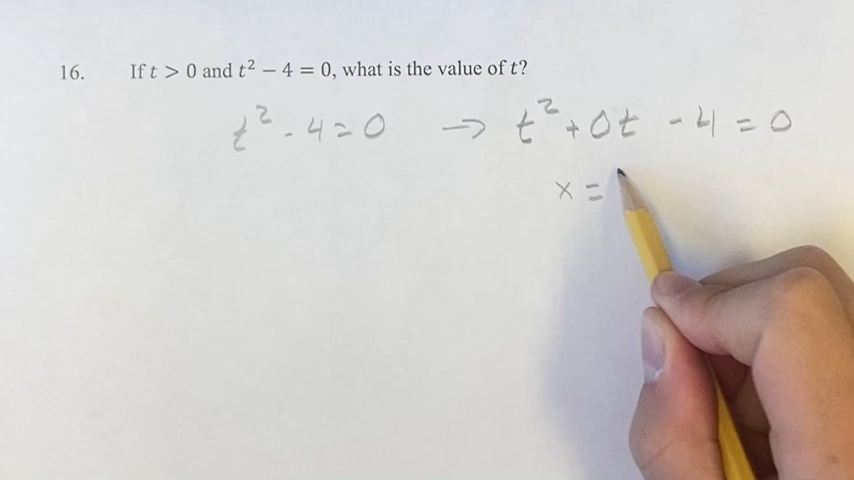 16. If t > 0 and t² – 4 = 0, what is the value of t?
t² - 4 = 0 → t² + 0t - 4 = 0
x =